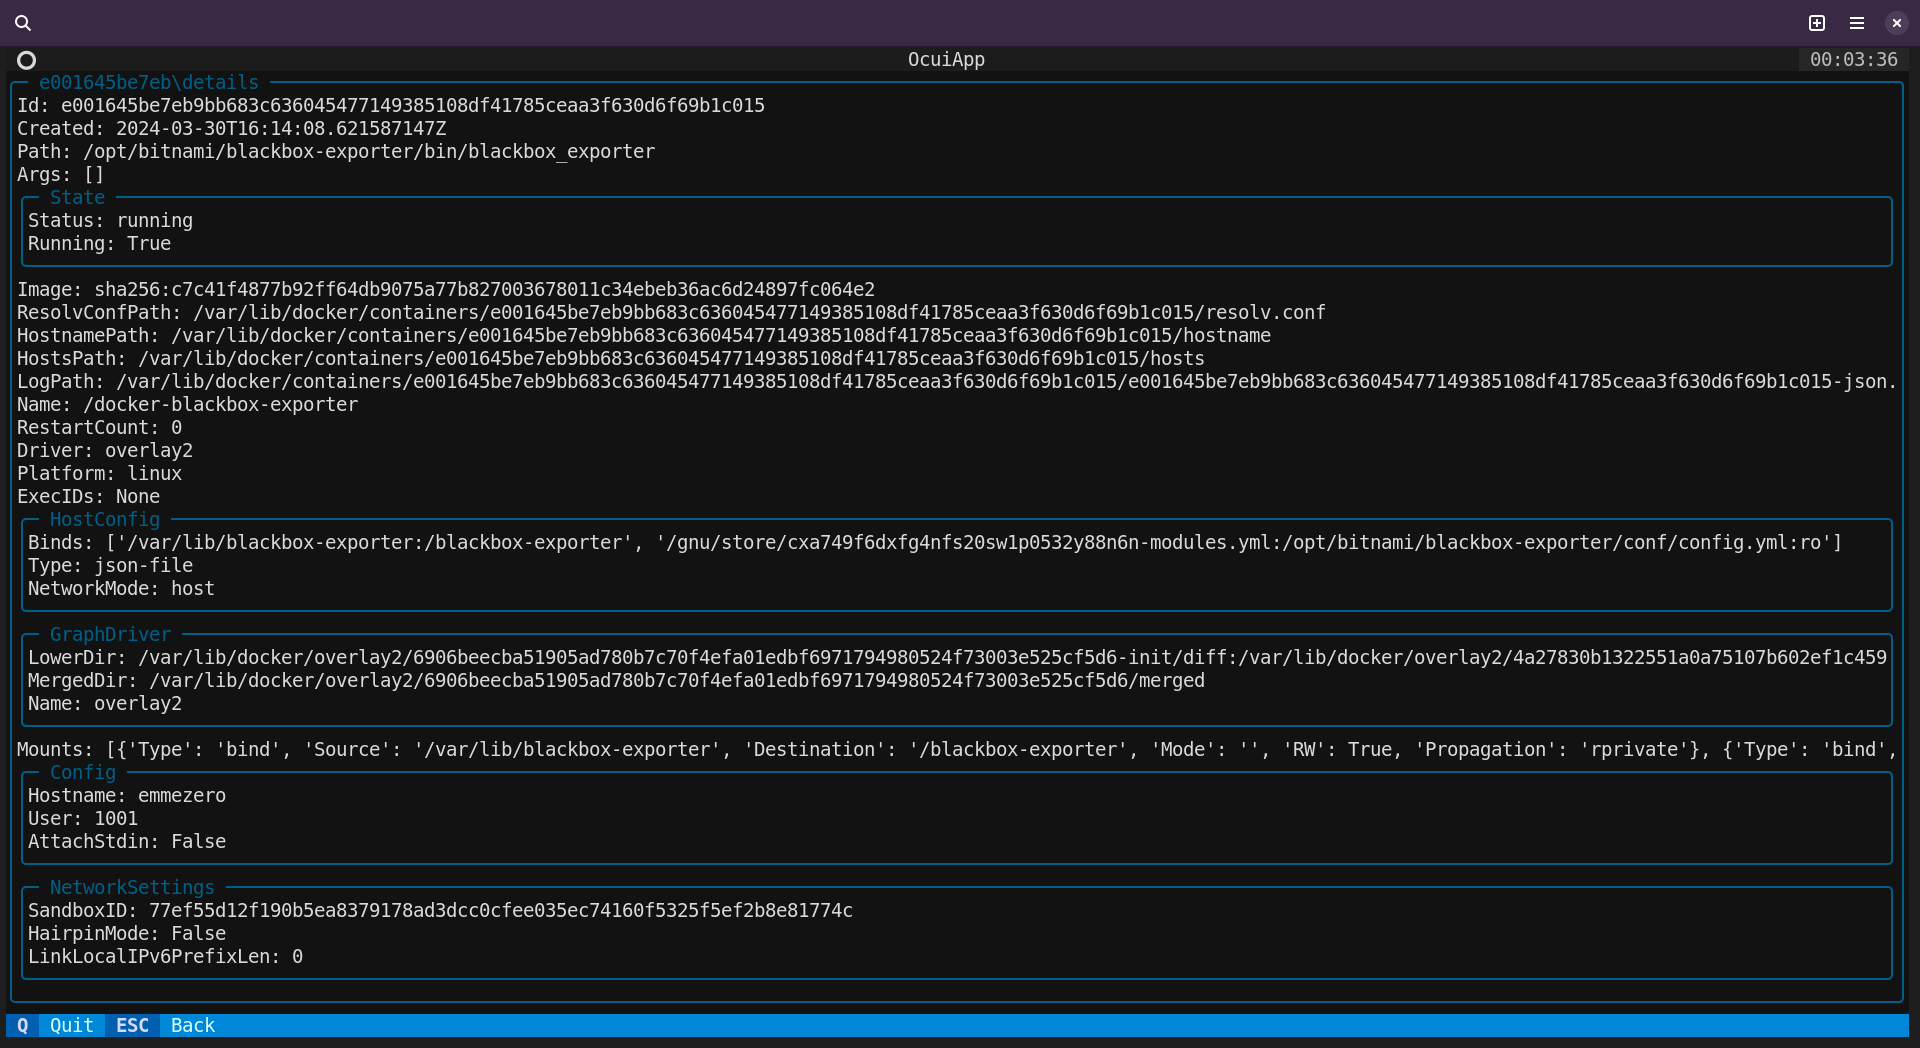 OcuiApp 00:03:36
e001645be7eb\details
Id: e001645be7eb9bb683c636045477149385108df41785ceaa3f630d6f69b1c015
Created: 2024-03-30T16:14:08.621587147Z
Path: /opt/bitnami/blackbox-exporter/bin/blackbox_exporter
Args: []
State
Status: running
Running: True
Image: sha256:c7c41f4877b92ff64db9075a77b827003678011c34ebeb36ac6d24897fc064e2
ResolvConfPath: /var/lib/docker/containers/e001645be7eb9bb683c636045477149385108df41785ceaa3f630d6f69b1c015/resolv.conf
HostnamePath: /var/lib/docker/containers/e001645be7eb9bb683c636045477149385108df41785ceaa3f630d6f69b1c015/hostname
HostsPath: /var/lib/docker/containers/e001645be7eb9bb683c636045477149385108df41785ceaa3f630d6f69b1c015/hosts
LogPath: /var/lib/docker/containers/e001645be7eb9bb683c636045477149385108df41785ceaa3f630d6f69b1c015/e001645be7eb9bb683c636045477149385108df41785ceaa3f630d6f69b1c015-json.
Name: /docker-blackbox-exporter
RestartCount: 0
Driver: overlay2
Platform: linux
ExecIDs: None
HostConfig
Binds: ['/var/lib/blackbox-exporter:/blackbox-exporter', '/gnu/store/cxa749f6dxfg4nfs20sw1p0532y88n6n-modules.yml:/opt/bitnami/blackbox-exporter/conf/config.yml:ro']
Type: json-file
NetworkMode: host
GraphDriver
LowerDir: /var/lib/docker/overlay2/6906beecba51905ad780b7c70f4efa01edbf6971794980524f73003e525cf5d6-init/diff:/var/lib/docker/overlay2/4a27830b1322551a0a75107b602ef1c459
MergedDir: /var/lib/docker/overlay2/6906beecba51905ad780b7c70f4efa01edbf6971794980524f73003e525cf5d6/merged
Name: overlay2
Mounts: [{'Type': 'bind', 'Source': '/var/lib/blackbox-exporter', 'Destination': '/blackbox-exporter', 'Mode': '', 'RW': True, 'Propagation': 'rprivate'}, {'Type': 'bind',
Config
Hostname: emmezero
User: 1001
AttachStdin: False
NetworkSettings
SandboxID: 77ef55d12f190b5ea8379178ad3dcc0cfee035ec74160f5325f5ef2b8e81774c
HairpinMode: False
LinkLocalIPv6PrefixLen: 0
Q Quit ESC Back